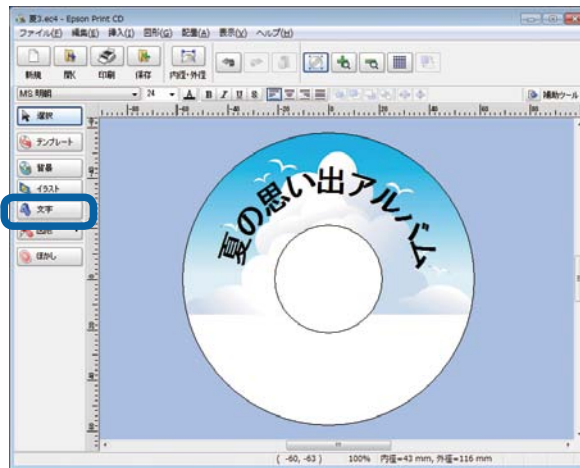 夏3.ec4 - Epson Print CD
ファイル(F) 編集(E) 挿入(I) 図形(G) 配置(A) 表示(V) ヘルプ(H)
新規 開く 印刷 保存 内径・外径
MS 明朝 24 A B I U S 補助ツール
選択
テンプレート
背景
イラスト
文字
図形
ぼかし
夏の思い出アルバム
( -60, -63 ) 100% 内径=43 mm, 外径=116 mm